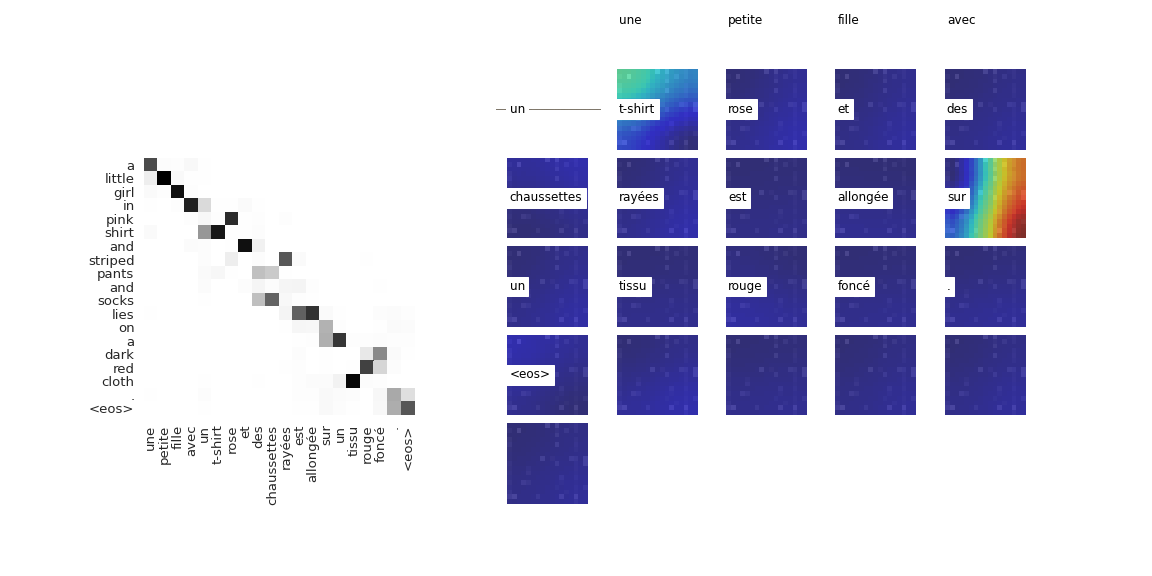 une petite fille avec
un t-shirt rose et des
chaussettes rayées est allongée sur
un tissu rouge foncé .
<eos>
a
little
girl
in
pink
shirt
and
striped
pants
and
socks
lies
on
a
dark
red
cloth
.
<eos>
une
petite
fille
avec
un
t-shirt
rose
et
des
chaussettes
rayées
est
allongée
sur
un
tissu
rouge
foncé
.
<eos>